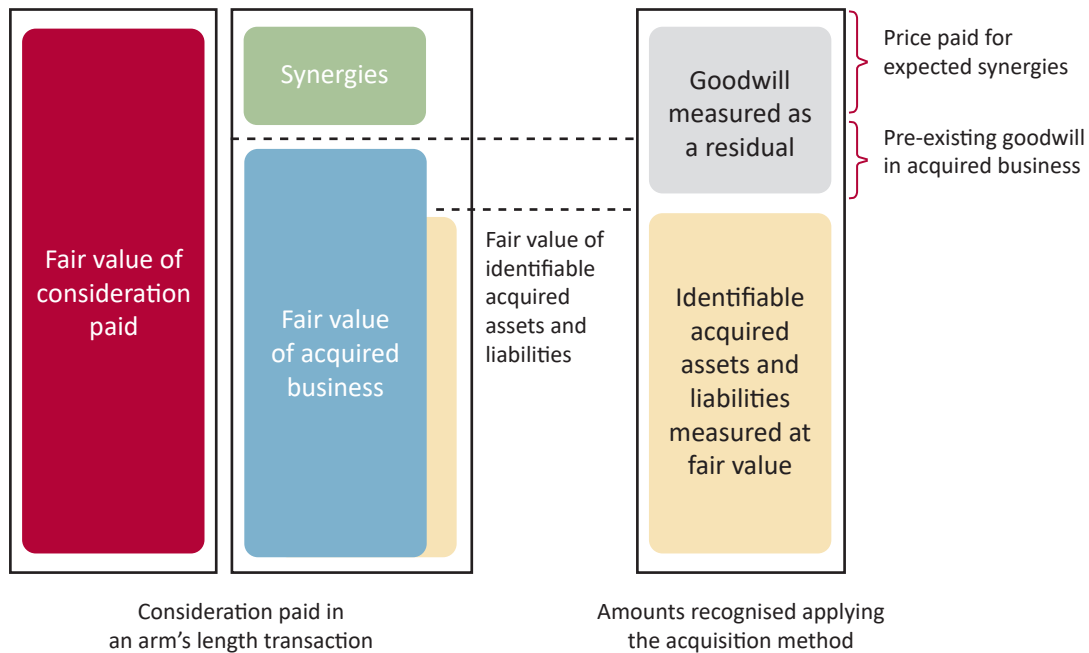 Fair value of
consideration
paid
Synergies
Fair value
of acquired
business
Fair value of
identifiable
acquired
assets and
liabilities
Goodwill
measured as
a residual
Identifiable
acquired
assets and
liabilities
measured at
fair value
Price paid for
expected synergies
Pre-existing goodwill
in acquired business
Consideration paid in
an arm’s length transaction
Amounts recognised applying
the acquisition method